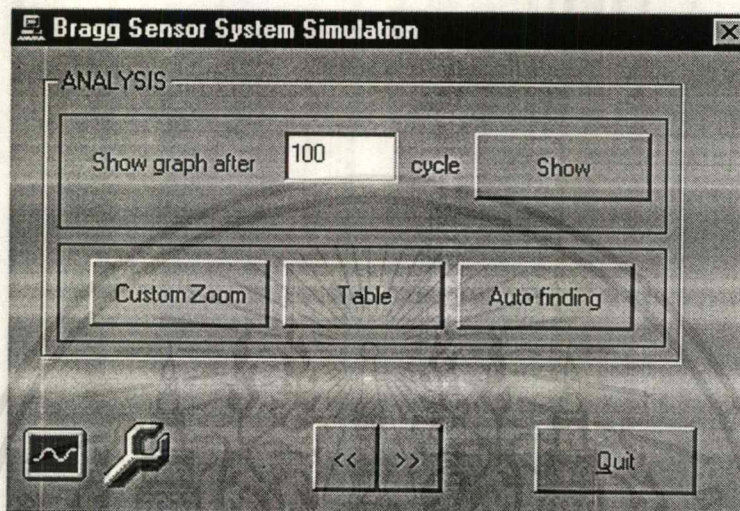 Bragg Sensor System Simulation
ANALYSIS
Show graph after 100 cycle Show
Custom Zoom Table Auto finding
<< >> Quit